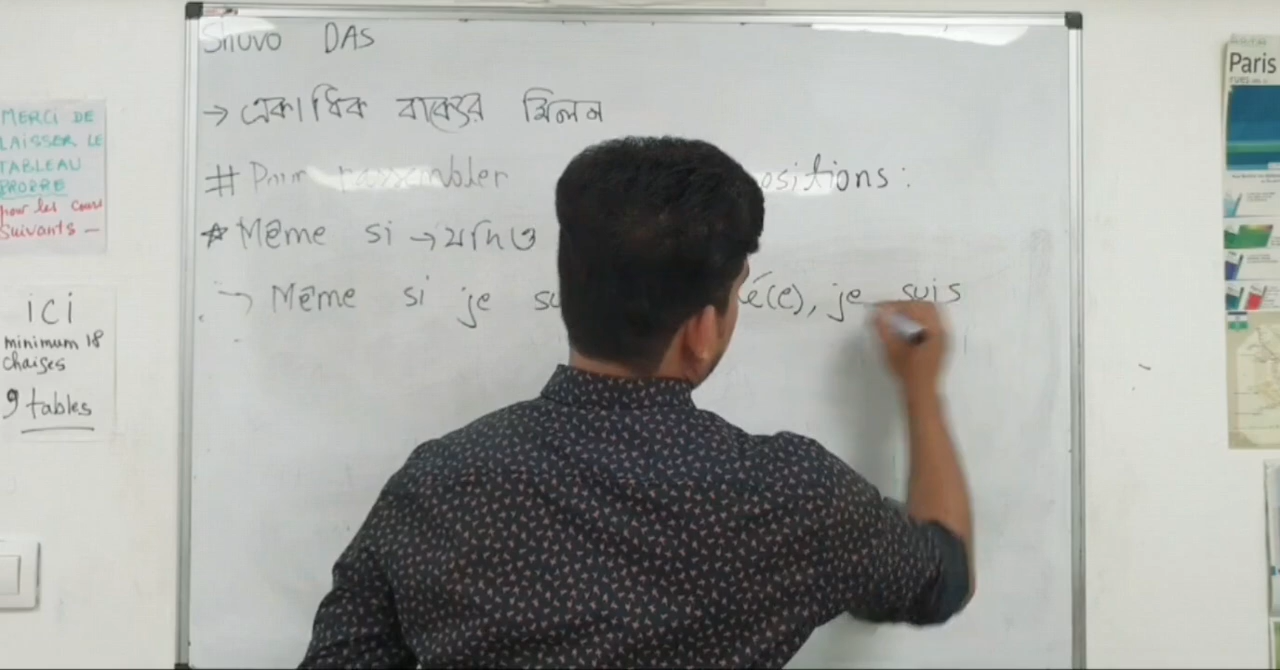 MERCI DE
LAISSER LE
TABLEAU
PROPRE
pour les cours
suivants —
ici
minimum 18
chaises
9 tables
Shuvo DAS
→ একাধিক বাক্যের মিলন
# Pour rassembler ositions:
* Même si → যদিও
→ Même si je su é(e), je suis
Paris